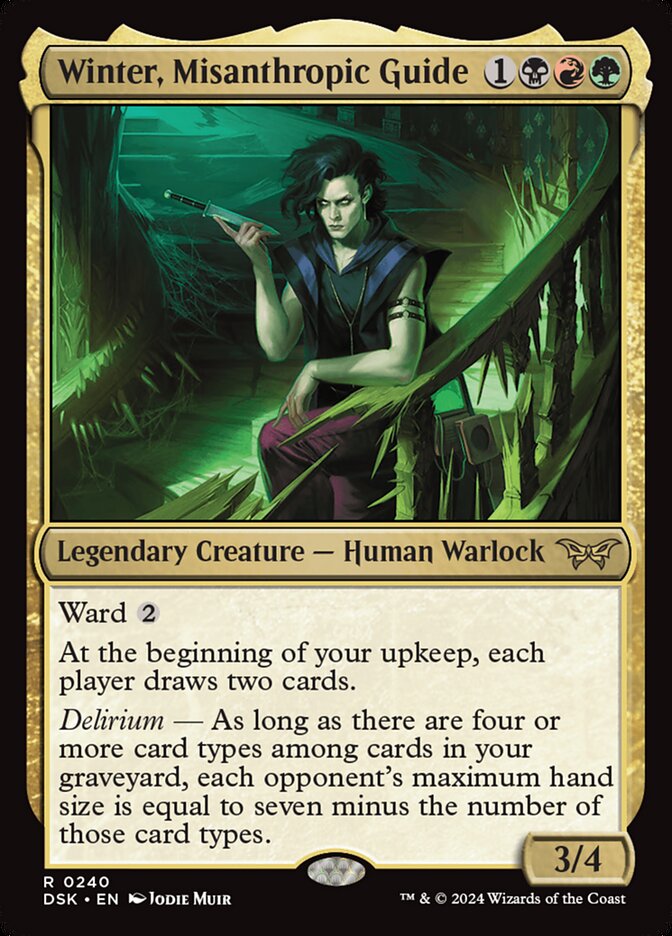 Winter, Misanthropic Guide 1
Legendary Creature — Human Warlock
Ward 2
At the beginning of your upkeep, each
player draws two cards.
Delirium — As long as there are four or
more card types among cards in your
graveyard, each opponent's maximum hand
size is equal to seven minus the number of
those card types.
3/4
R 0240
DSK • EN Jodie Muir
™ & © 2024 Wizards of the Coast